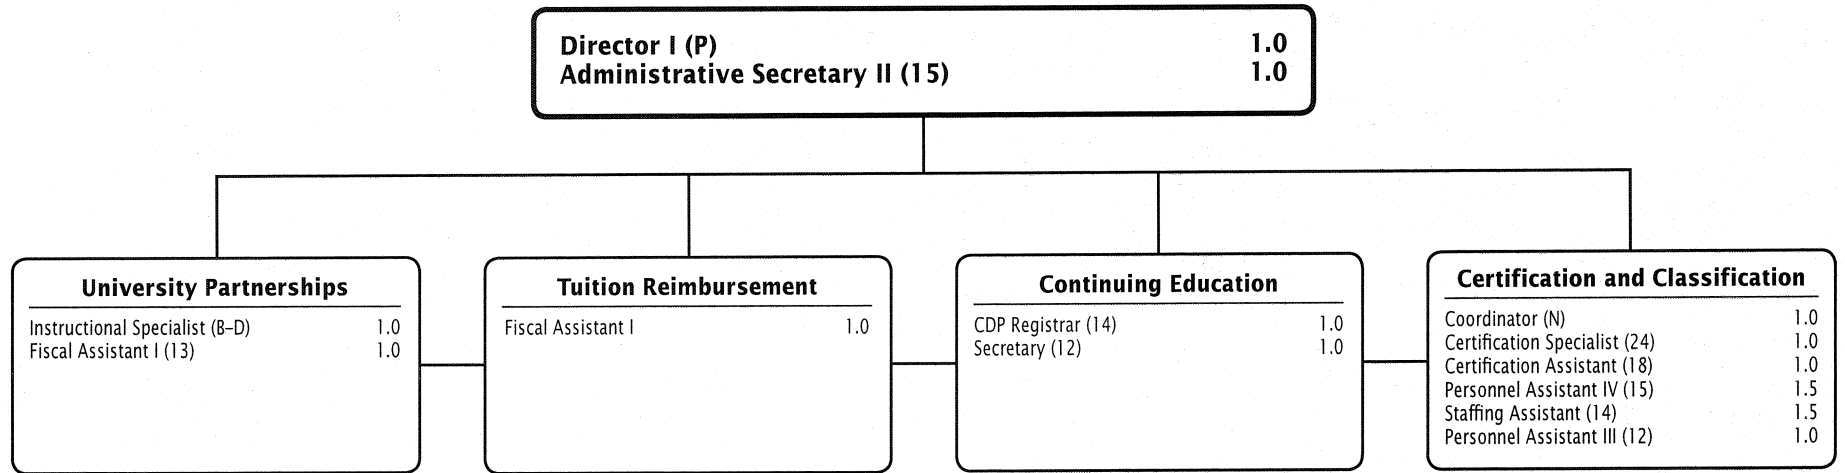 Director I (P) 1.0
Administrative Secretary II (15) 1.0
University Partnerships
Instructional Specialist (B–D) 1.0
Fiscal Assistant I (13) 1.0
Tuition Reimbursement
Fiscal Assistant I 1.0
Continuing Education
CDP Registrar (14) 1.0
Secretary (12) 1.0
Certification and Classification
Coordinator (N) 1.0
Certification Specialist (24) 1.0
Certification Assistant (18) 1.0
Personnel Assistant IV (15) 1.5
Staffing Assistant (14) 1.5
Personnel Assistant III (12) 1.0